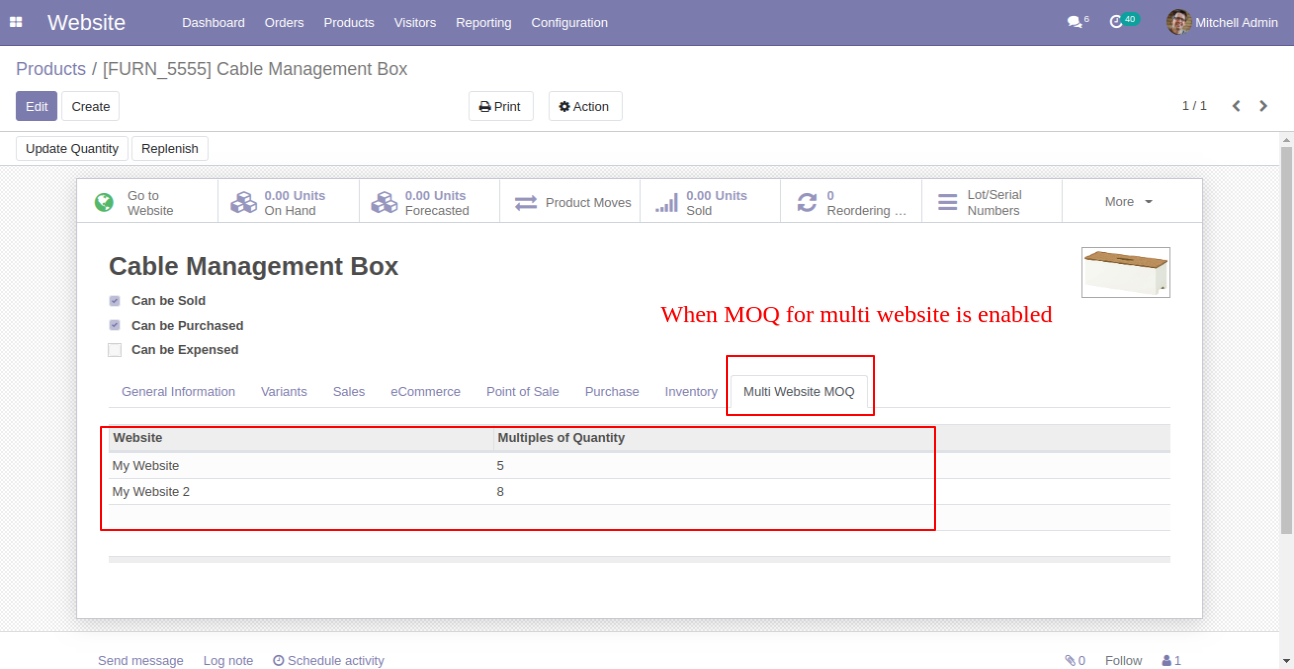 Website Dashboard Orders Products Visitors Reporting Configuration 6 40 Mitchell Admin
Products / [FURN_5555] Cable Management Box
Edit Create Print Action 1 / 1
Update Quantity Replenish
Go to Website
0.00 Units On Hand
0.00 Units Forecasted
Product Moves
0.00 Units Sold
0 Reordering ...
Lot/Serial Numbers
More
Cable Management Box
Can be Sold
When MOQ for multi website is enabled
Can be Purchased
Can be Expensed
General Information Variants Sales eCommerce Point of Sale Purchase Inventory Multi Website MOQ
Website Multiples of Quantity
My Website 5
My Website 2 8
Send message Log note Schedule activity 0 Follow 1